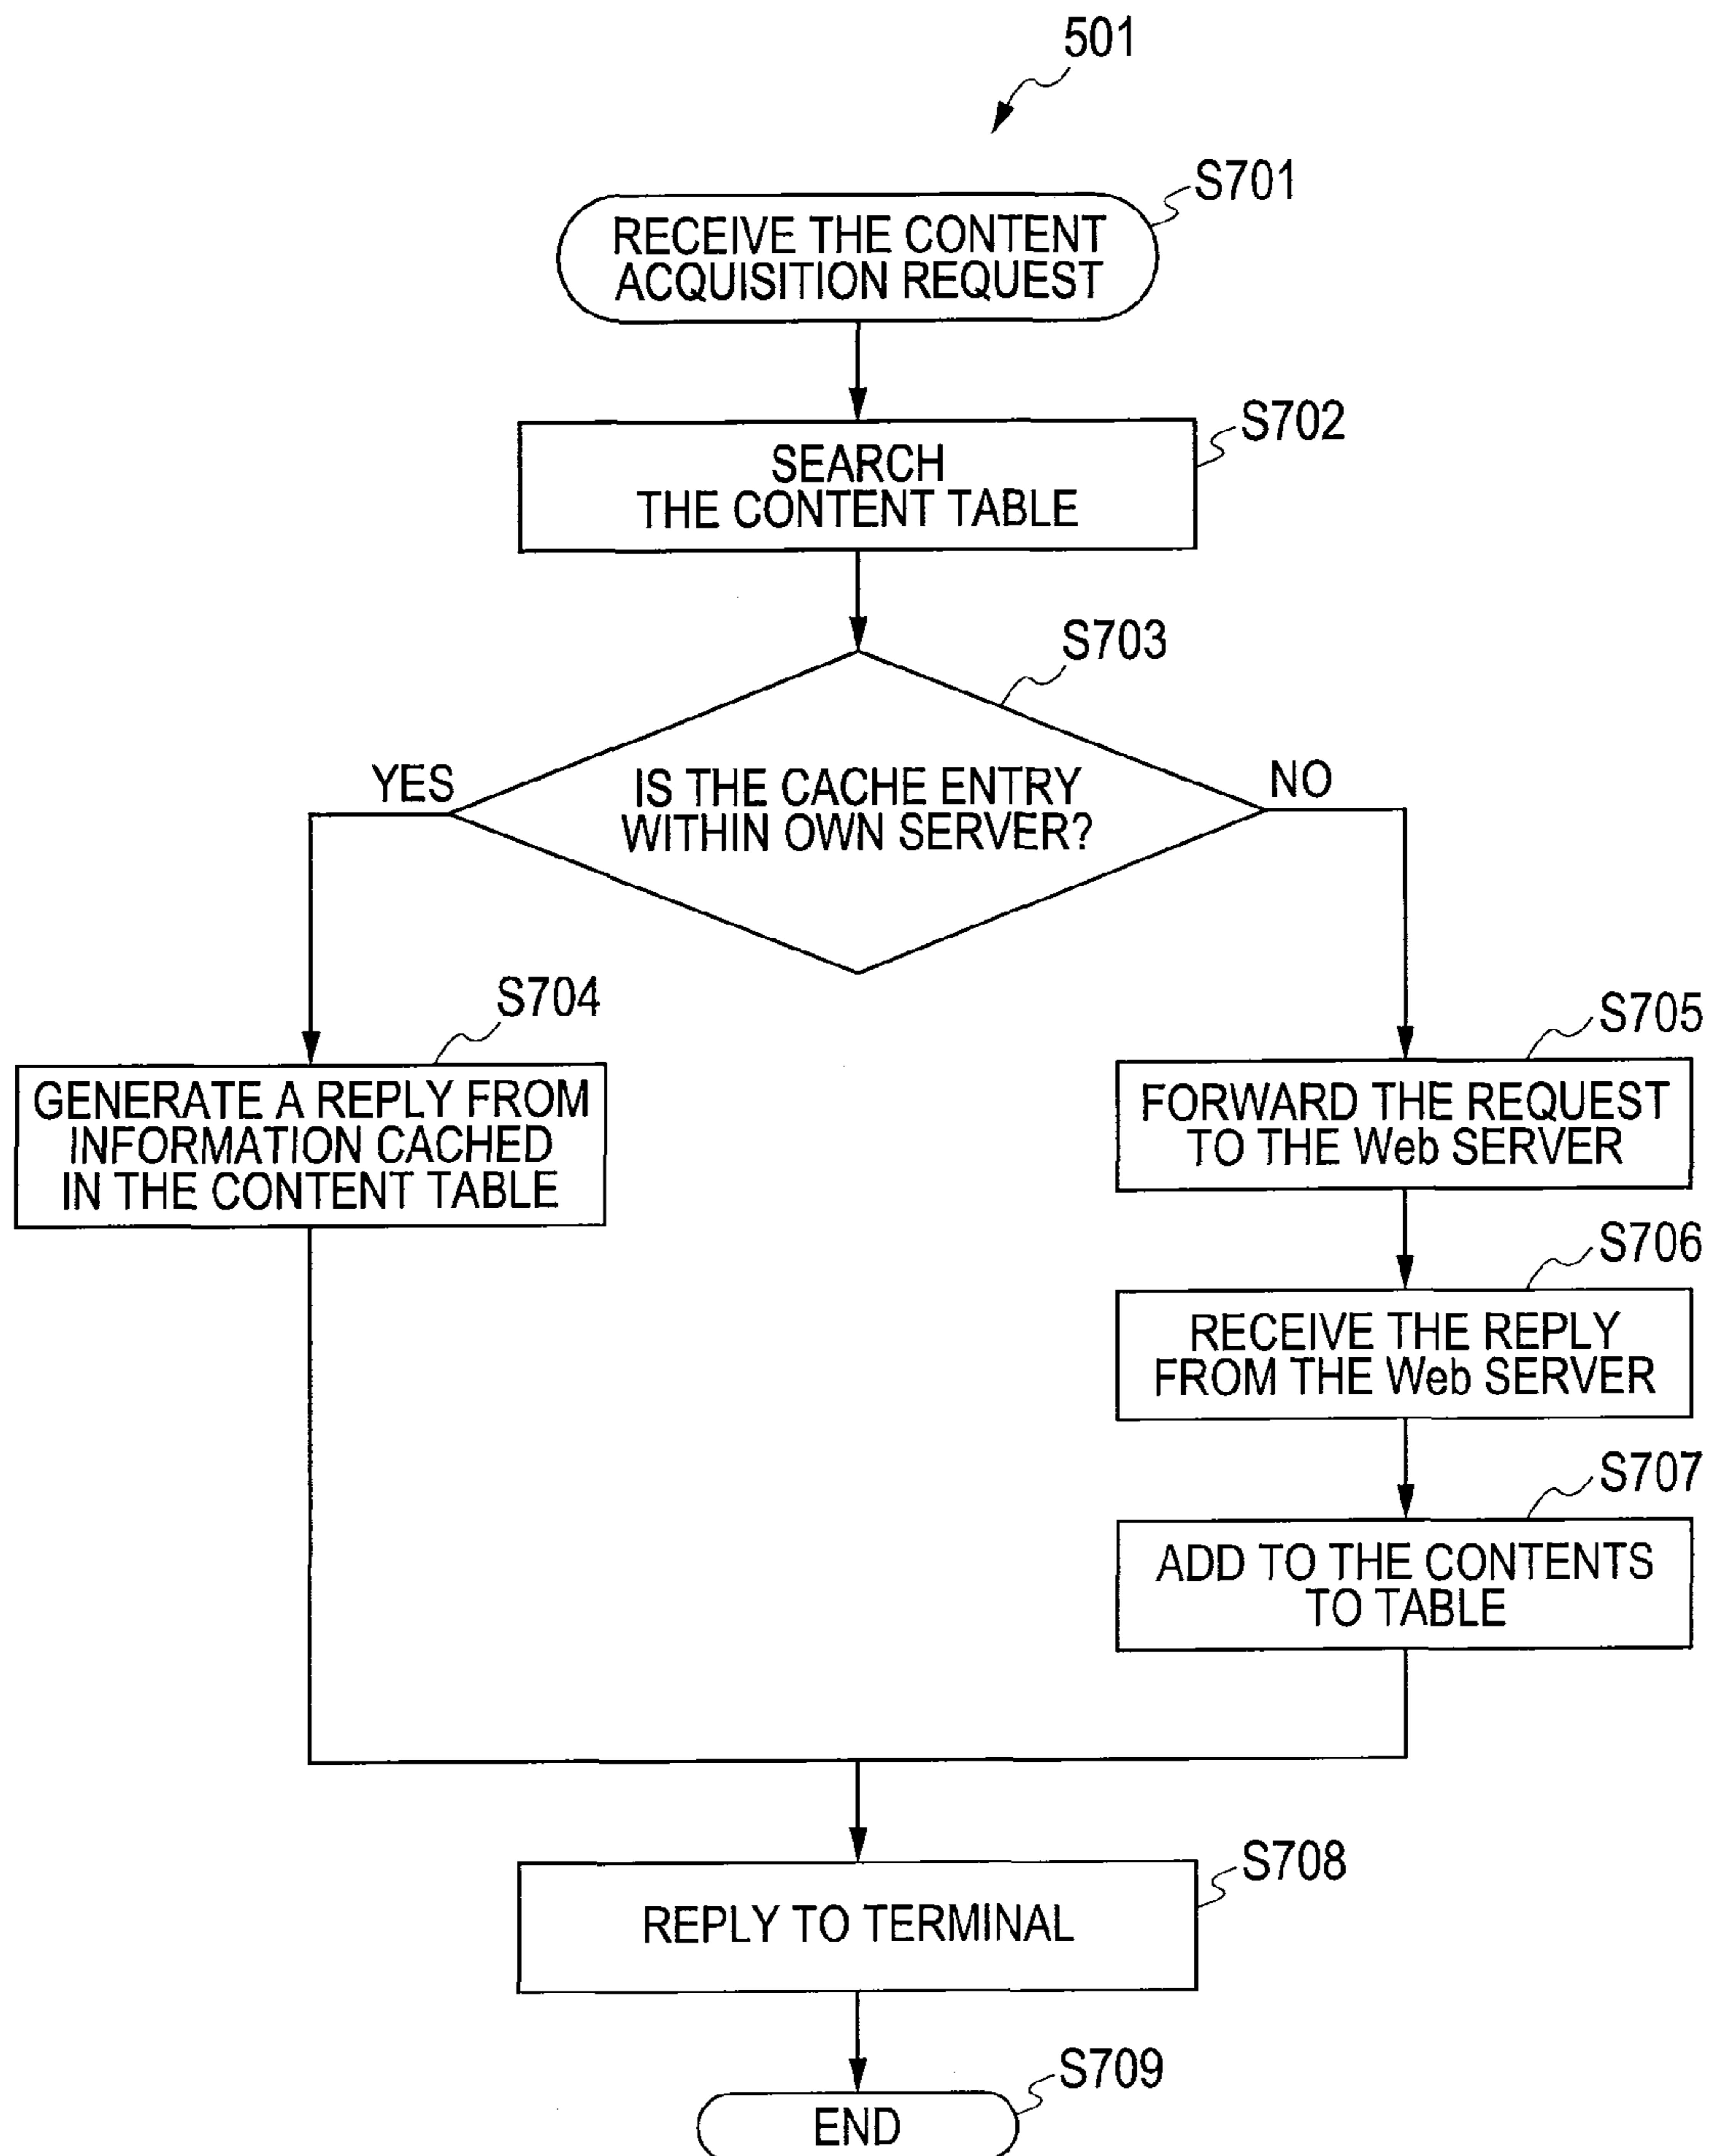 501
S701
RECEIVE THE CONTENT
ACQUISITION REQUEST
S702
SEARCH
THE CONTENT TABLE
S703
YES
IS THE CACHE ENTRY
WITHIN OWN SERVER?
NO
S704
GENERATE A REPLY FROM
INFORMATION CACHED
IN THE CONTENT TABLE
S705
FORWARD THE REQUEST
TO THE Web SERVER
S706
RECEIVE THE REPLY
FROM THE Web SERVER
S707
ADD TO THE CONTENTS
TO TABLE
S708
REPLY TO TERMINAL
S709
END